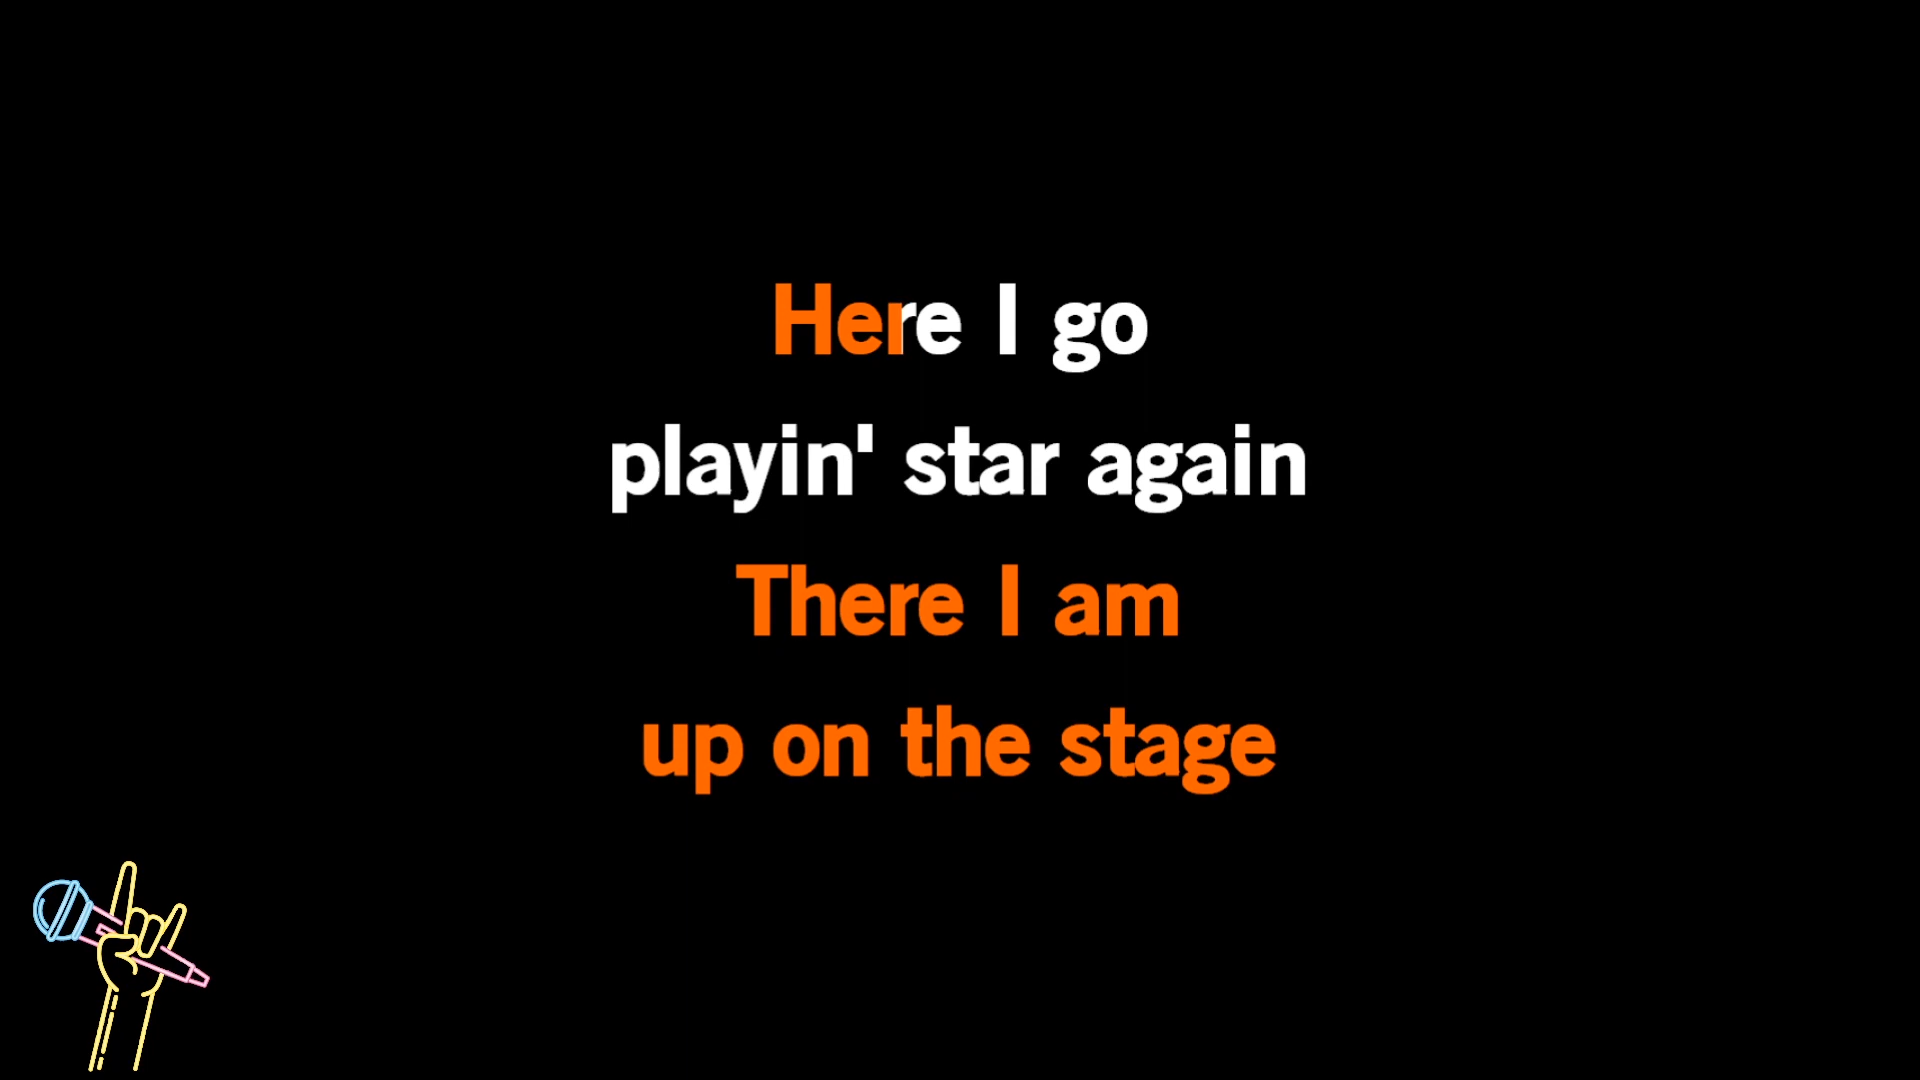 Here I go
playin' star again
There I am
up on the stage